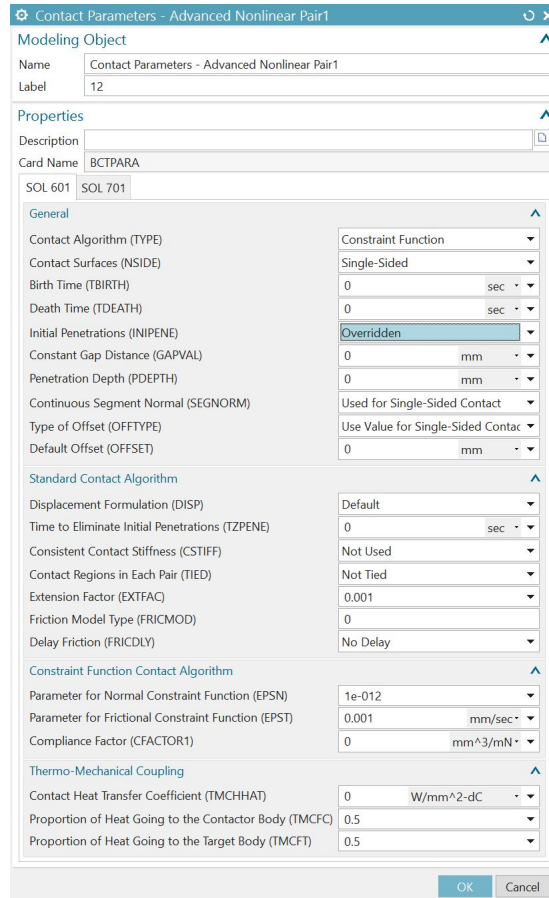 Contact Parameters - Advanced Nonlinear Pair1
Modeling Object
Name Contact Parameters - Advanced Nonlinear Pair1
Label 12
Properties
Description
Card Name BCTPARA
SOL 601 SOL 701
General
Contact Algorithm (TYPE) Constraint Function
Contact Surfaces (NSIDE) Single-Sided
Birth Time (TBIRTH) 0 sec
Death Time (TDEATH) 0 sec
Initial Penetrations (INIPENE) Overridden
Constant Gap Distance (GAPVAL) 0 mm
Penetration Depth (PDEPTH) 0 mm
Continuous Segment Normal (SEGNORM) Used for Single-Sided Contact
Type of Offset (OFFTYPE) Use Value for Single-Sided Contac
Default Offset (OFFSET) 0 mm
Standard Contact Algorithm
Displacement Formulation (DISP) Default
Time to Eliminate Initial Penetrations (TZPENE) 0 sec
Consistent Contact Stiffness (CSTIFF) Not Used
Contact Regions in Each Pair (TIED) Not Tied
Extension Factor (EXTFAC) 0.001
Friction Model Type (FRICMOD) 0
Delay Friction (FRICDLY) No Delay
Constraint Function Contact Algorithm
Parameter for Normal Constraint Function (EPSN) 1e-012
Parameter for Frictional Constraint Function (EPST) 0.001 mm/sec
Compliance Factor (CFACTOR1) 0 mm^3/mN
Thermo-Mechanical Coupling
Contact Heat Transfer Coefficient (TMCHHAT) 0 W/mm^2-dC
Proportion of Heat Going to the Contactor Body (TMCFC) 0.5
Proportion of Heat Going to the Target Body (TMCFT) 0.5
OK Cancel